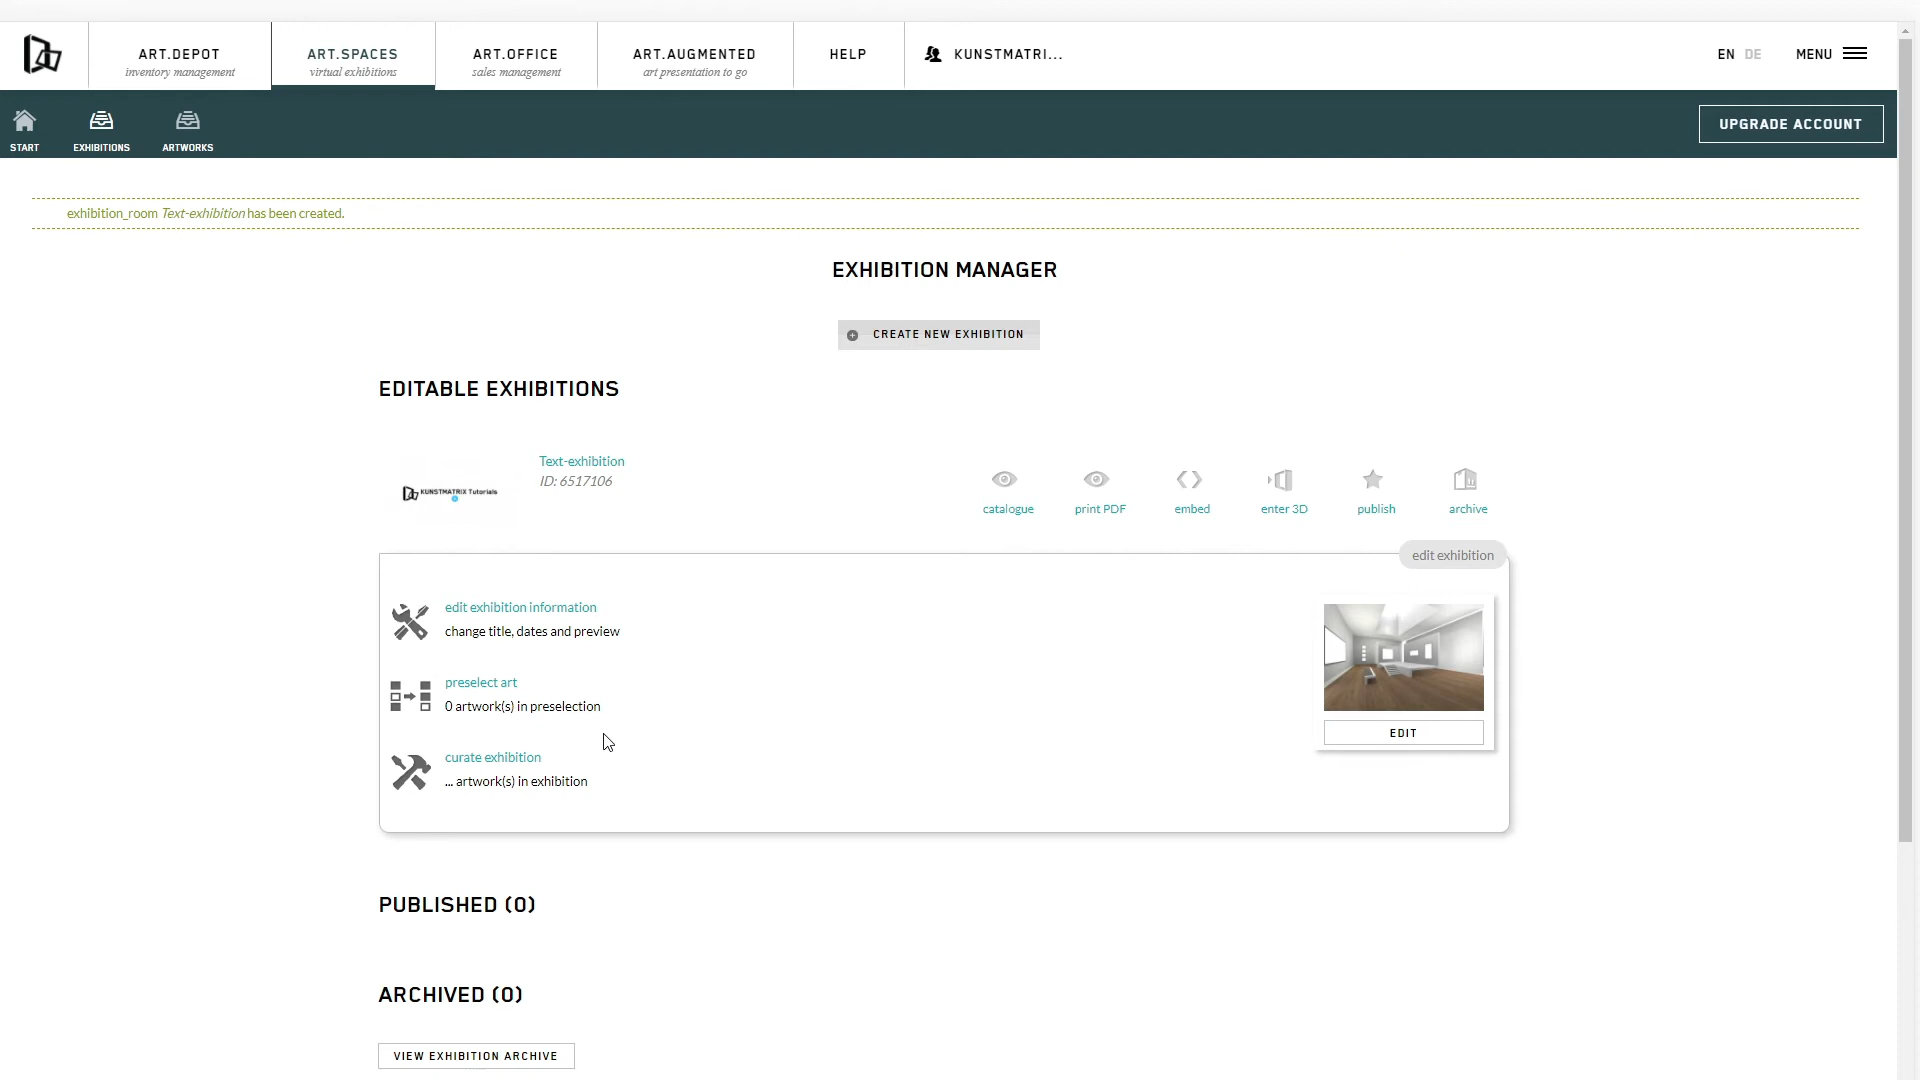 ART.DEPOT
inventory management
ART.SPACES
virtual exhibitions
ART.OFFICE
sales management
ART.AUGMENTED
art presentation to go
HELP
KUNSTMATRI...
EN DE
MENU
START
EXHIBITIONS
ARTWORKS
UPGRADE ACCOUNT
exhibition_room Text-exhibition has been created.
EXHIBITION MANAGER
CREATE NEW EXHIBITION
EDITABLE EXHIBITIONS
KUNSTMATRIX Tutorials
Text-exhibition
ID: 6517106
catalogue
print PDF
embed
enter 3D
publish
archive
edit exhibition
edit exhibition information
change title, dates and preview
preselect art
0 artwork(s) in preselection
curate exhibition
... artwork(s) in exhibition
EDIT
PUBLISHED (0)
ARCHIVED (0)
VIEW EXHIBITION ARCHIVE